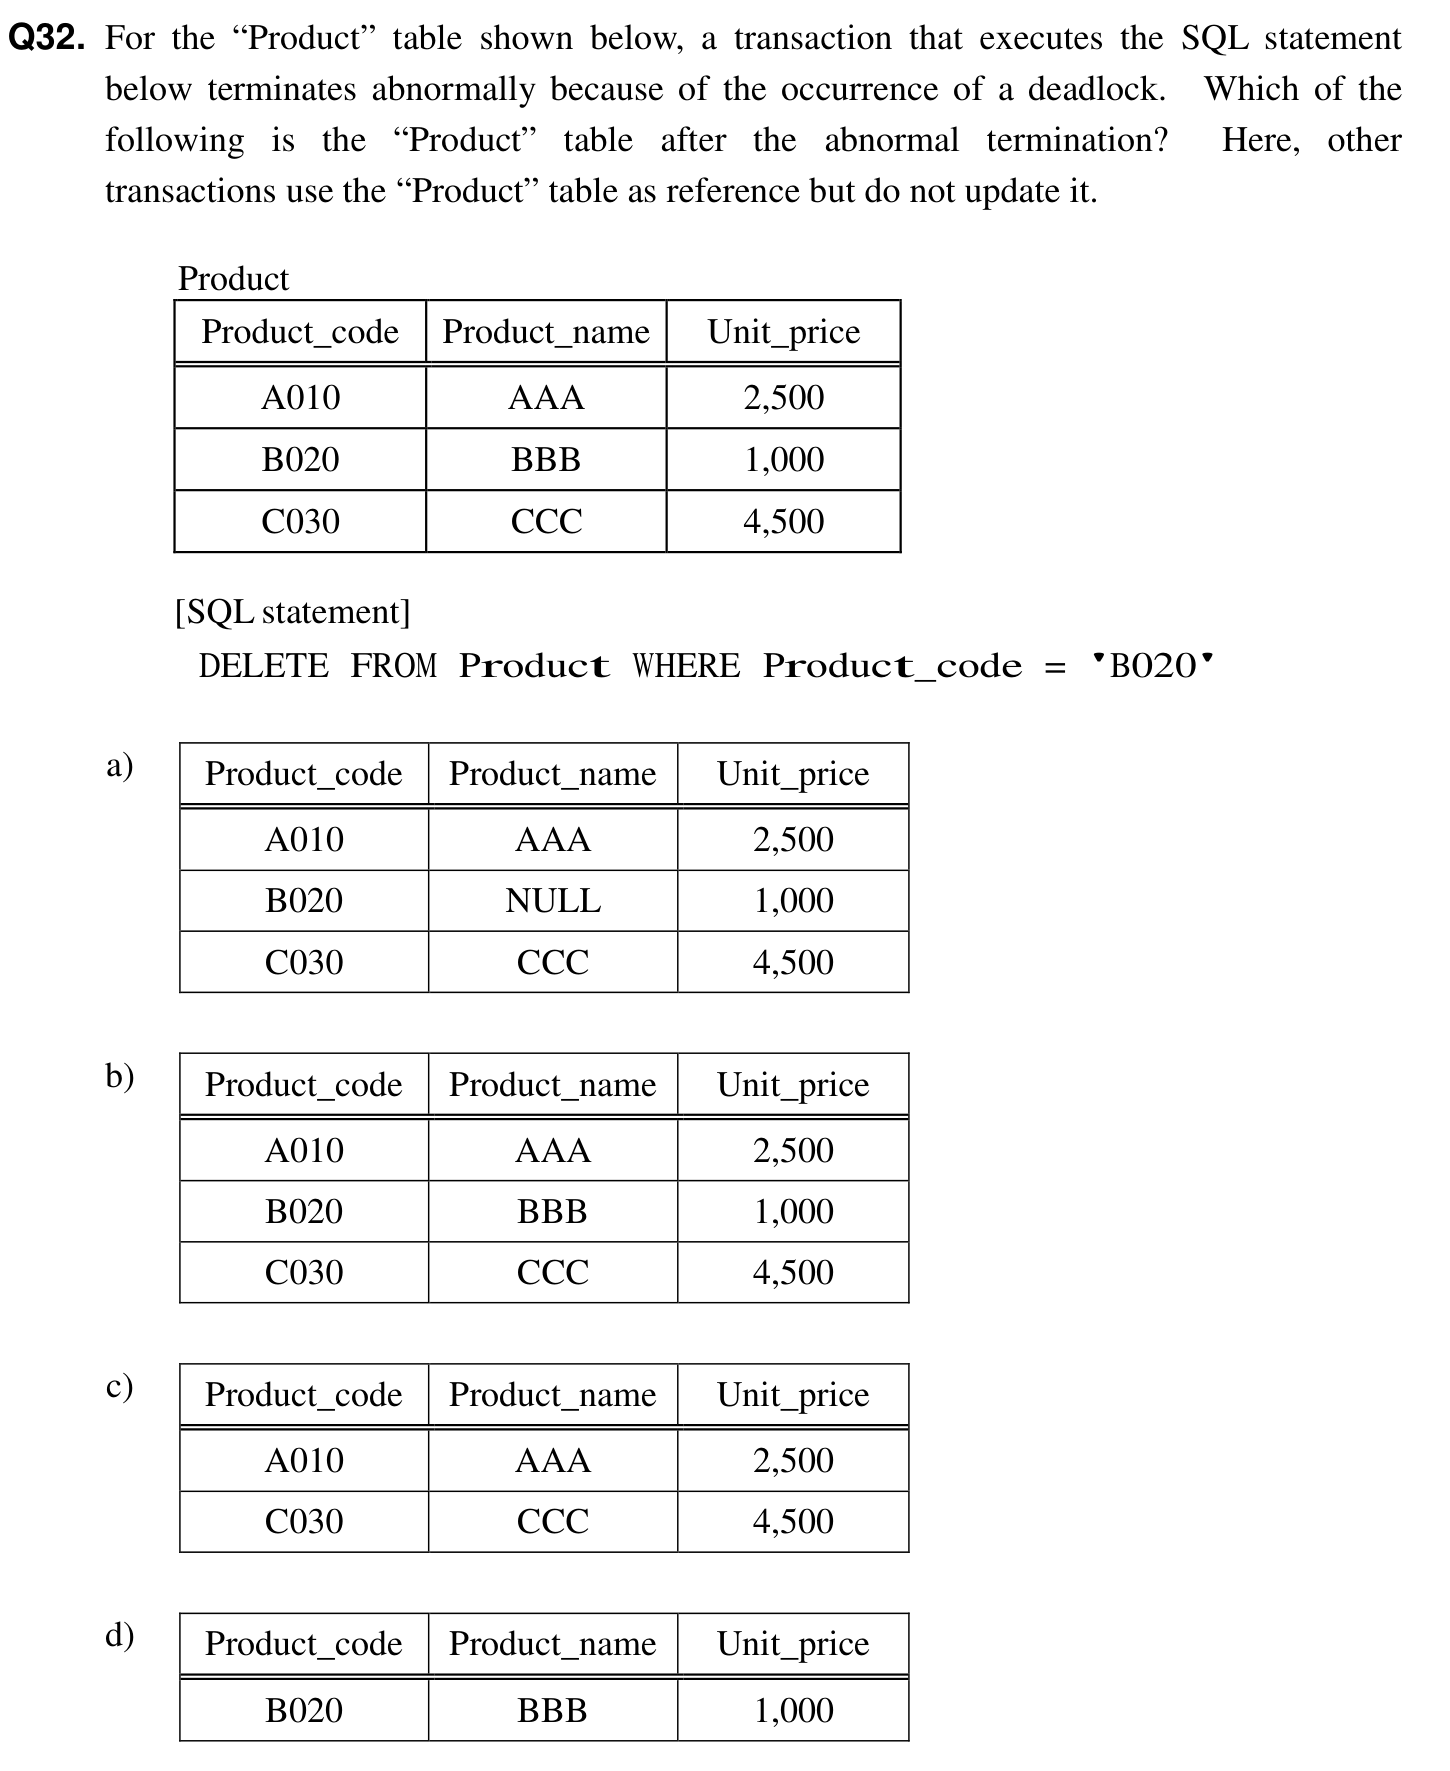 Q32. For the “Product” table shown below, a transaction that executes the SQL statement
below terminates abnormally because of the occurrence of a deadlock. Which of the
following is the “Product” table after the abnormal termination? Here, other
transactions use the “Product” table as reference but do not update it.
Product
Product_code Product_name Unit_price
A010 AAA 2,500
B020 BBB 1,000
C030 CCC 4,500
[SQL statement]
DELETE FROM Product WHERE Product_code = 'B020'
a) Product_code Product_name Unit_price
A010 AAA 2,500
B020 NULL 1,000
C030 CCC 4,500
b) Product_code Product_name Unit_price
A010 AAA 2,500
B020 BBB 1,000
C030 CCC 4,500
c) Product_code Product_name Unit_price
A010 AAA 2,500
C030 CCC 4,500
d) Product_code Product_name Unit_price
B020 BBB 1,000